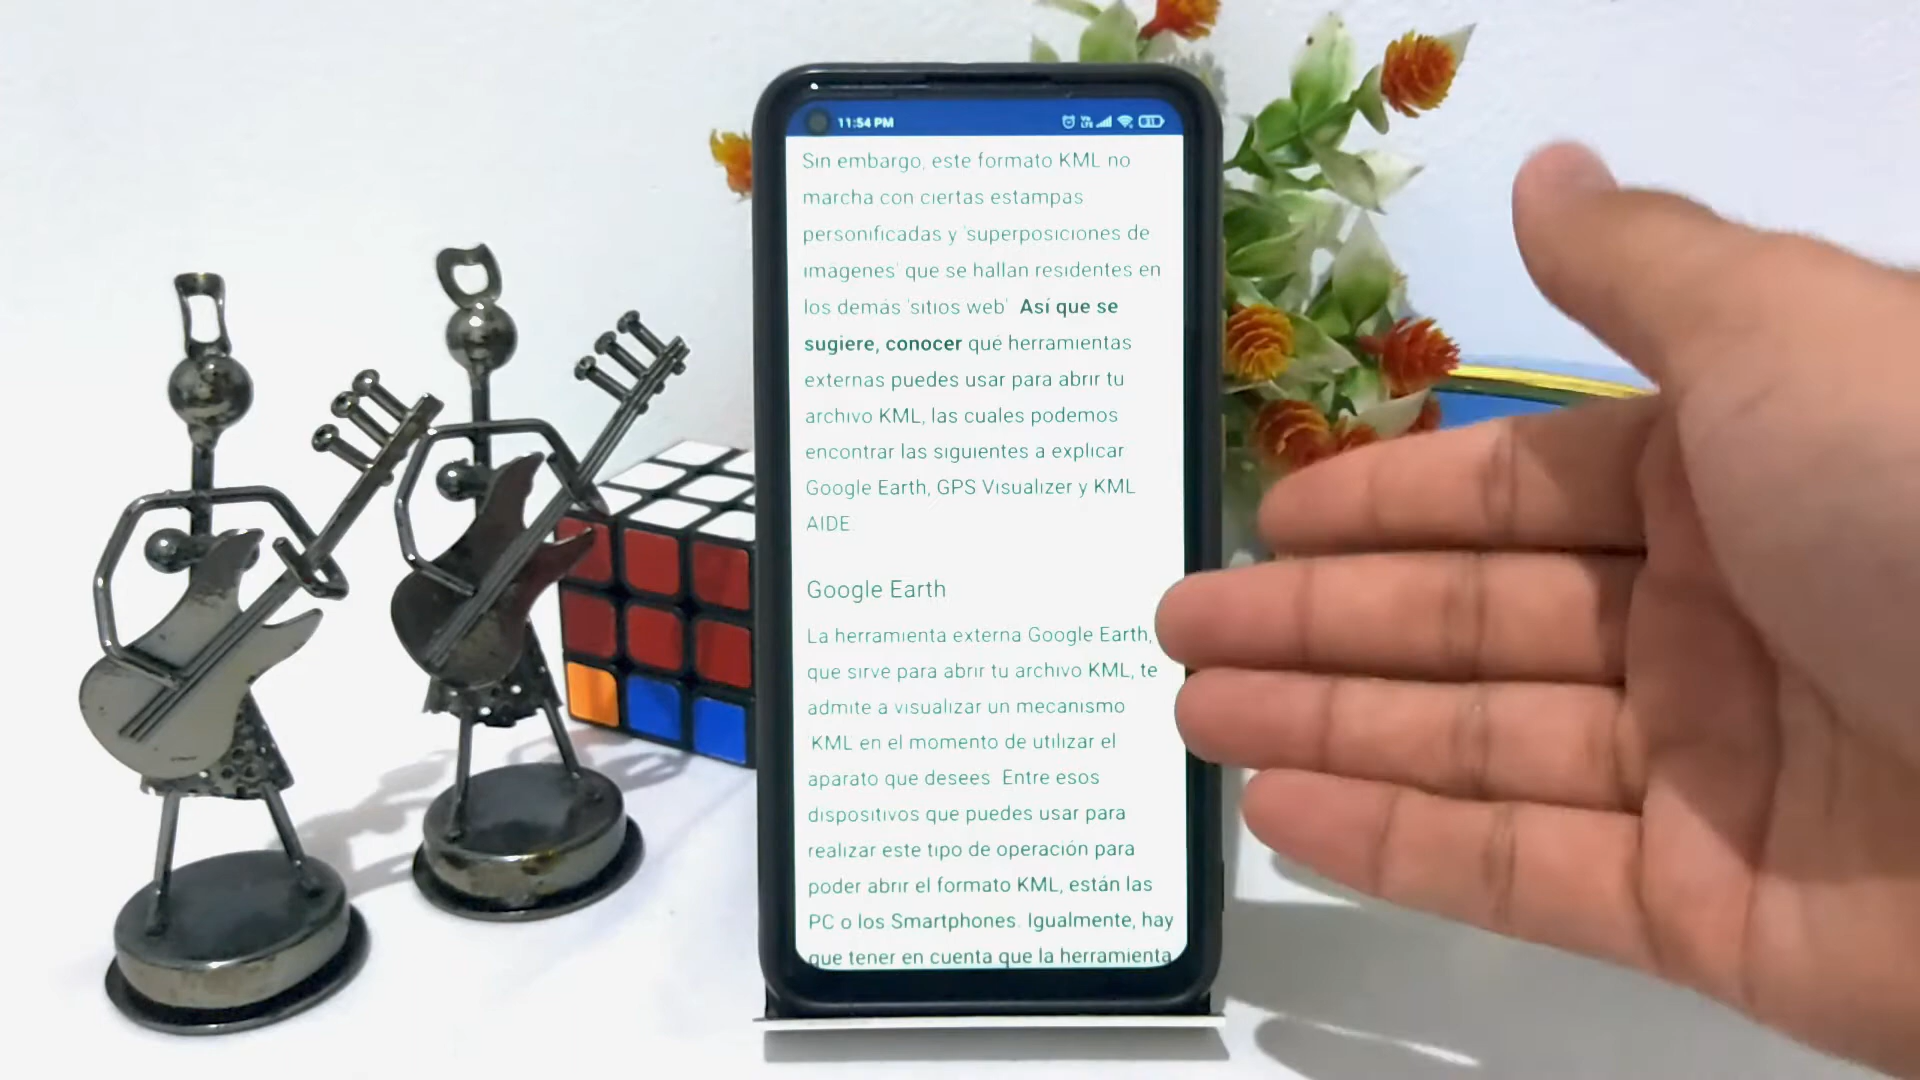 11:54 PM
Sin embargo, este formato KML no
marcha con ciertas estampas
personificadas y 'superposiciones de
imágenes' que se hallan residentes en
los demás 'sitios web' Así que se
sugiere, conocer qué herramientas
externas puedes usar para abrir tu
archivo KML, las cuales podemos
encontrar las siguientes a explicar
Google Earth, GPS Visualizer y KML
AIDE
Google Earth
La herramienta externa Google Earth,
que sirve para abrir tu archivo KML, te
admite a visualizar un mecanismo
'KML en el momento de utilizar el
aparato que desees Entre esos
dispositivos que puedes usar para
realizar este tipo de operación para
poder abrir el formato KML, están las
PC o los Smartphones. Igualmente, hay
que tener en cuenta que la herramienta